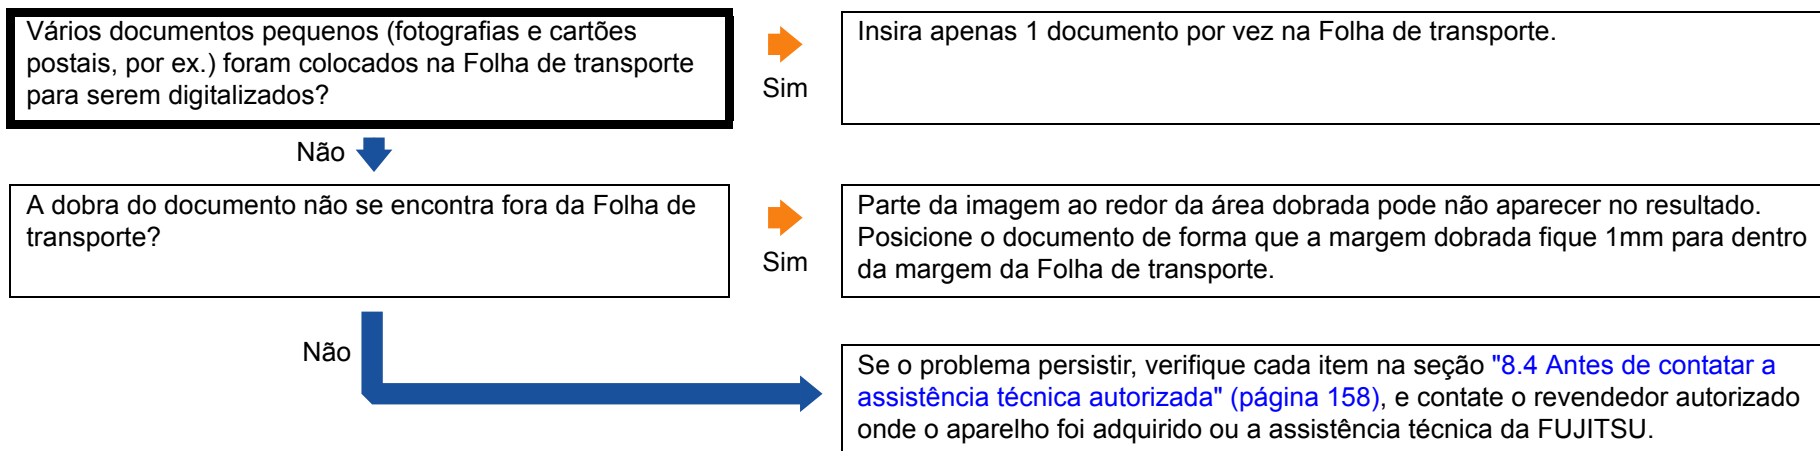 Vários documentos pequenos (fotografias e cartões
postais, por ex.) foram colocados na Folha de transporte
para serem digitalizados?
Sim
Insira apenas 1 documento por vez na Folha de transporte.
Não
A dobra do documento não se encontra fora da Folha de
transporte?
Sim
Parte da imagem ao redor da área dobrada pode não aparecer no resultado.
Posicione o documento de forma que a margem dobrada fique 1mm para dentro
da margem da Folha de transporte.
Não
Se o problema persistir, verifique cada item na seção "8.4 Antes de contatar a
assistência técnica autorizada" (página 158), e contate o revendedor autorizado
onde o aparelho foi adquirido ou a assistência técnica da FUJITSU.